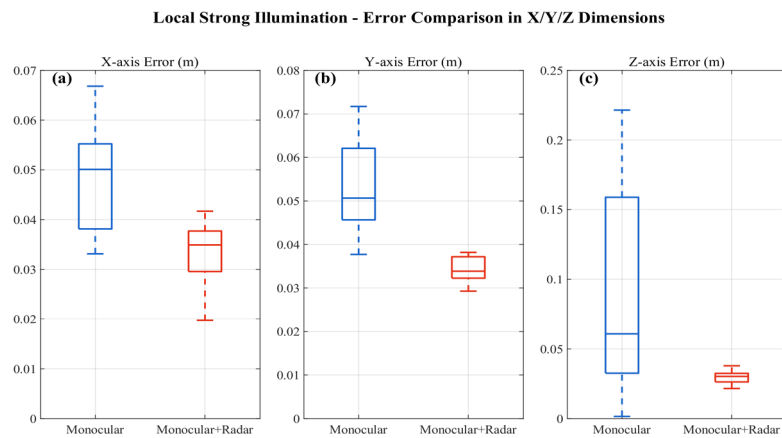 Local Strong Illumination - Error Comparison in X/Y/Z Dimensions
X-axis Error (m)
(a)
0.07
0.06
0.05
0.04
0.03
0.02
0.01
0
Monocular Monocular+Radar
Y-axis Error (m)
(b)
0.08
0.07
0.06
0.05
0.04
0.03
0.02
0.01
0
Monocular Monocular+Radar
Z-axis Error (m)
(c)
0.25
0.2
0.15
0.1
0.05
0
Monocular Monocular+Radar